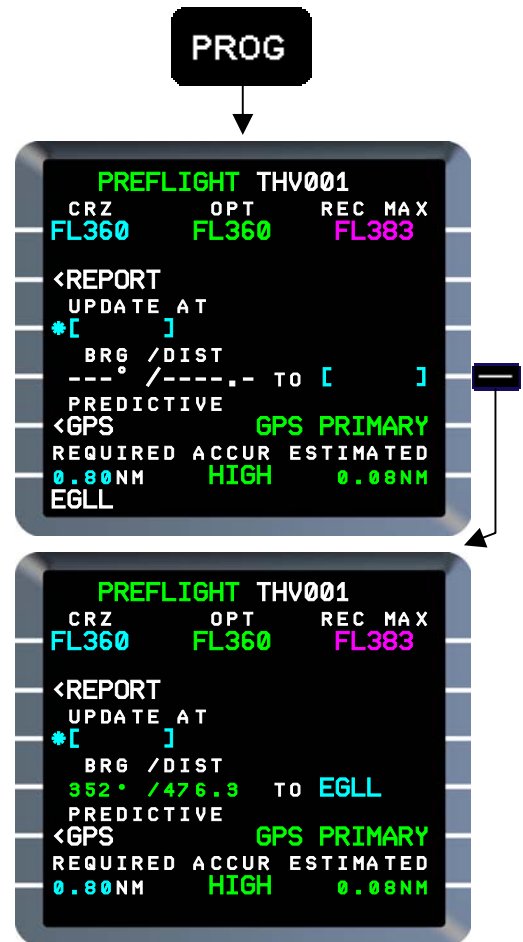 PROG
PREFLIGHT THV001
CRZ OPT REC MAX
FL360 FL360 FL383
<REPORT
UPDATE AT
*[ ]
BRG /DIST
---° /----.- TO [ ]
PREDICTIVE
<GPS GPS PRIMARY
REQUIRED ACCUR ESTIMATED
0.80NM HIGH 0.08NM
EGLL
PREFLIGHT THV001
CRZ OPT REC MAX
FL360 FL360 FL383
<REPORT
UPDATE AT
*[ ]
BRG /DIST
352° /476.3 TO EGLL
PREDICTIVE
<GPS GPS PRIMARY
REQUIRED ACCUR ESTIMATED
0.80NM HIGH 0.08NM